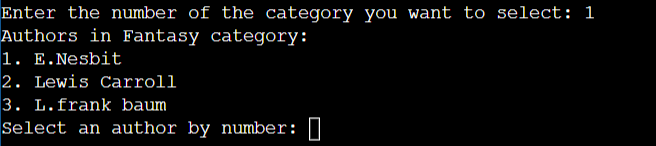 Enter the number of the category you want to select: 1
Authors in Fantasy category:
1. E.Nesbit
2. Lewis Carroll
3. L.frank baum
Select an author by number: